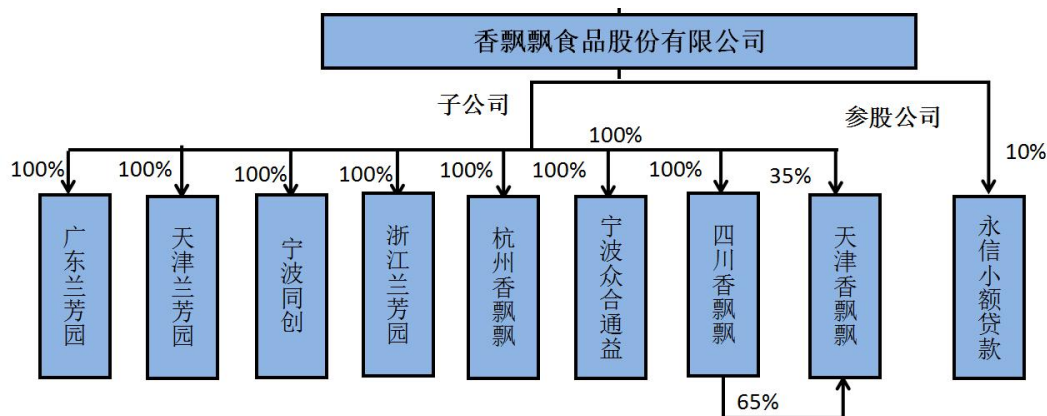 香飘飘食品股份有限公司
子公司
参股公司
100%
100%
100%
100%
100%
100%
100%
100%
35%
10%
广东兰芳园
天津兰芳园
宁波同创
浙江兰芳园
杭州香飘飘
宁波众合通益
四川香飘飘
天津香飘飘
永信小额贷款
65%